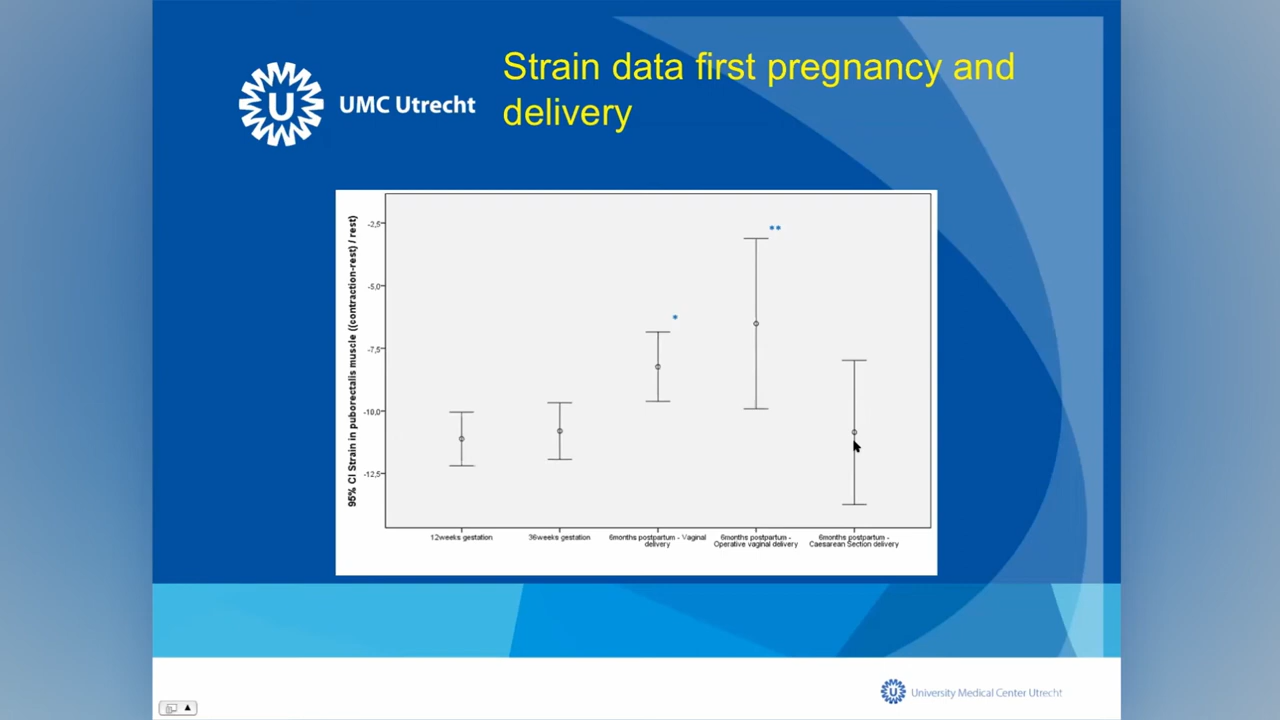 Strain data first pregnancy and
delivery
U
UMC Utrecht
95% CI Strain in puborectalis muscle ((contraction-rest) / rest)
-2,5
**
-5,0
*
-7,5
-10,0
-12,5
12weeks gestation
36weeks gestation
6months postpartum - Vaginal
delivery
6months postpartum -
Operative vaginal delivery
6months postpartum -
Caesarean Section delivery
University Medical Center Utrecht